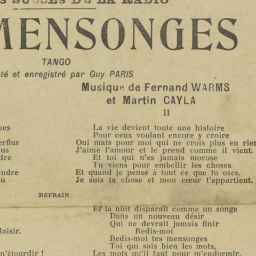 SUCCÈS DE LA RADIO
MENSONGES
TANGO
et enregistré par Guy PARIS
Musique de Fernand WARMS
et Martin CAYLA
II
La vie devient toute une histoire
Pour ceux voulant encore y croire
Oui mais pour moi qui ne crois plus en rien
J'aime l'amour et le prend comme il vient.
Et toi qui n'es jamais morose
Tu viens pour embellir les choses.
Et quand je pense à tout ce que tu oses
Je suis ta chose et mon cœur t'appartient.
REFRAIN
Et la nuit disparaît comme un songe
Dans un nouveau désir
Qui ne devrait jamais finir
Redis-moi
Redis-moi tes mensonges
Toi qui sais bien les mots,
Les mots qu'il faut pour m'endormir.